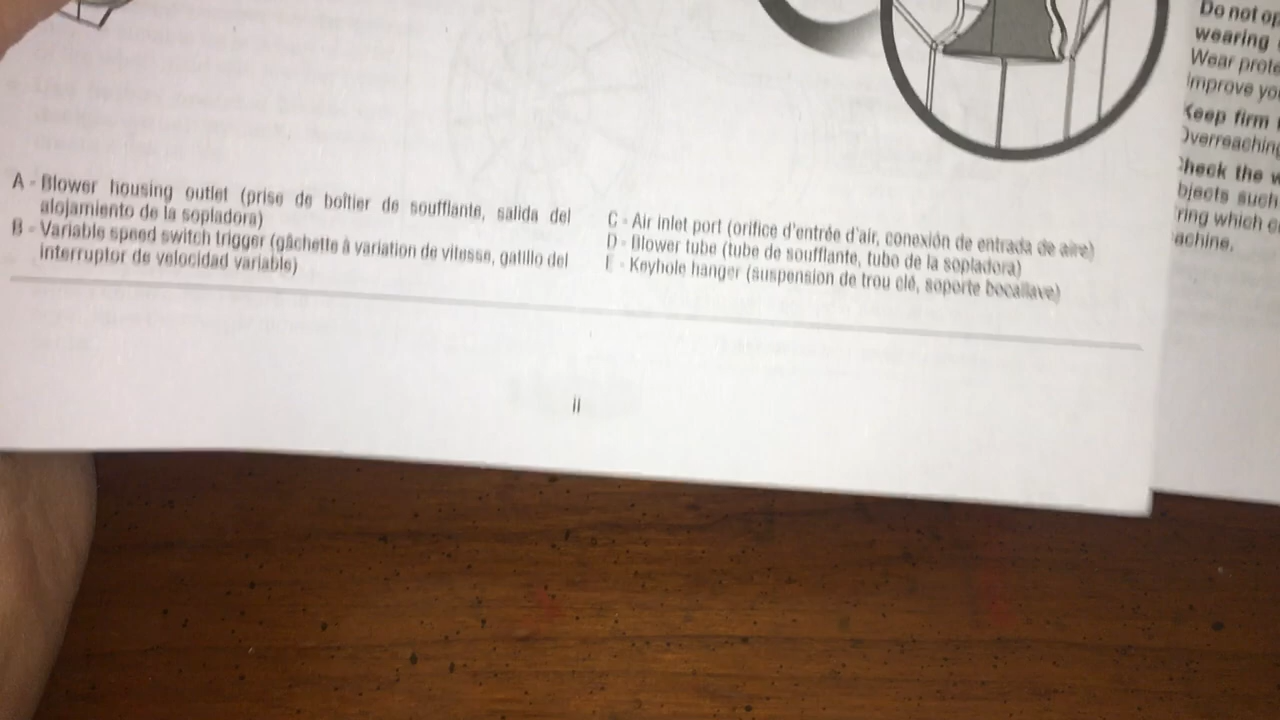 A - Blower housing outlet (prise de boîtier de soufflante, salida del
alojamiento de la sopladora)
B - Variable speed switch trigger (gâchette à variation de vitesse, gatillo del
interruptor de velocidad variable)
C - Air inlet port (orifice d'entrée d'air, conexión de entrada de aire)
D - Blower tube (tube de soufflante, tubo de la sopladora)
E - Keyhole hanger (suspension de trou clé, soporte bocallave)
ii
Do not op
wearing
Wear prote
improve yo
Keep firm
Overreaching
heck the w
bjects such
ring which
achine.